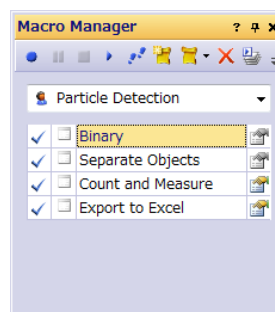 Macro Manager
Particle Detection
Binary
Separate Objects
Count and Measure
Export to Excel